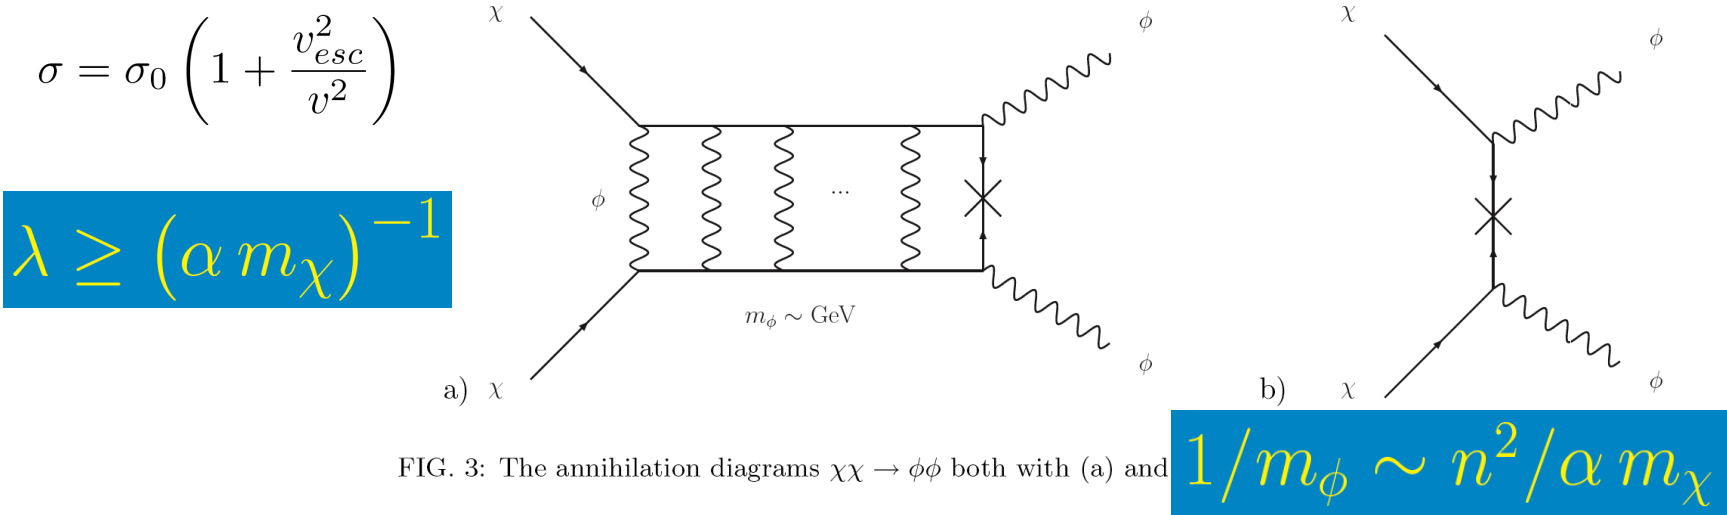 σ = σ₀ (1 + v²_esc / v²)
λ ≥ (α m_χ)⁻¹
χ
ϕ
ϕ
...
m_ϕ ∼ GeV
ϕ
a) χ
χ
ϕ
b) χ
ϕ
FIG. 3: The annihilation diagrams χχ → ϕϕ both with (a) and
1/m_ϕ ∼ n²/α m_χ